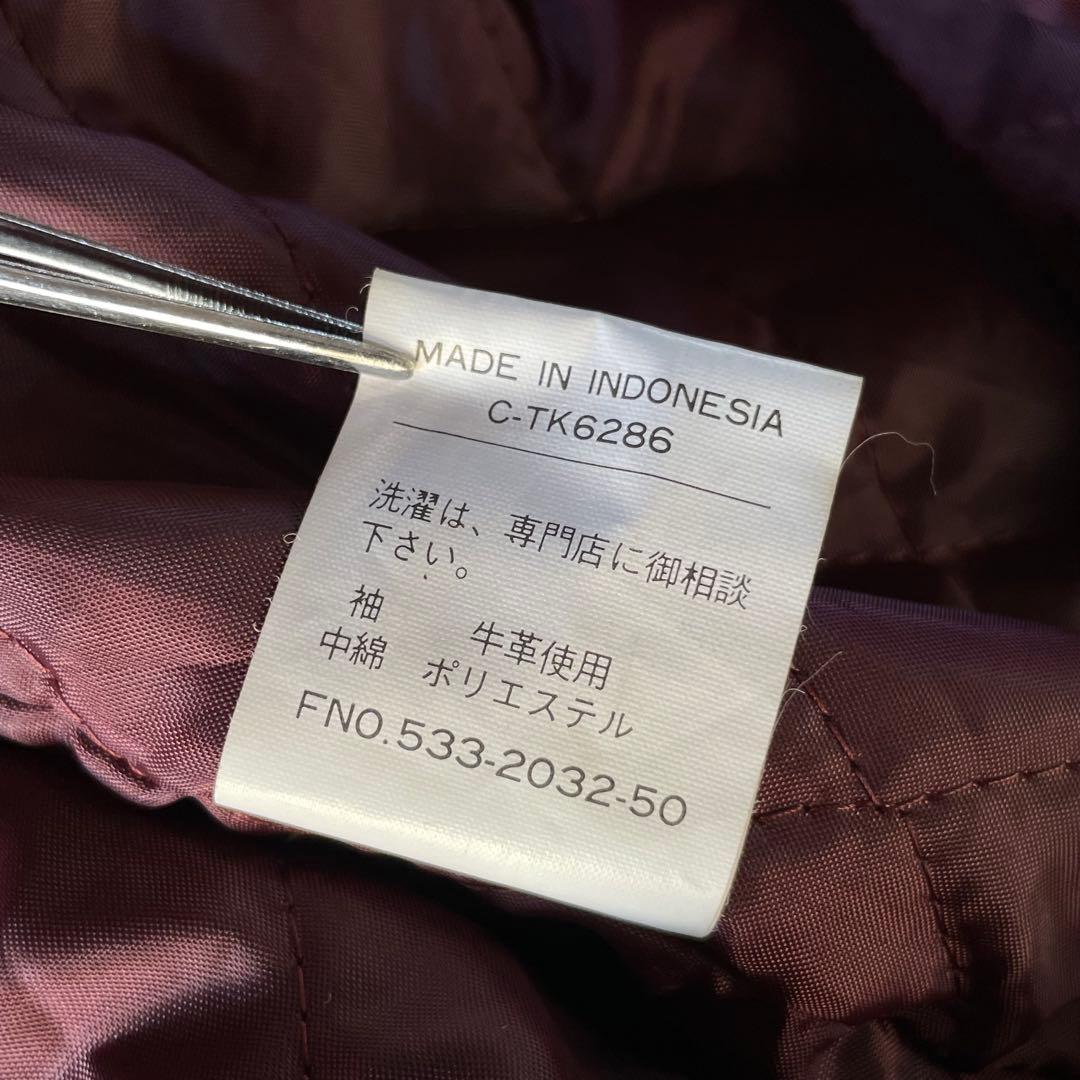 MADE IN INDONESIA
C-TK6286
洗濯は、専門店に御相談
下さい。
袖 牛革使用
中綿 ポリエステル
FNO.533-2032-50